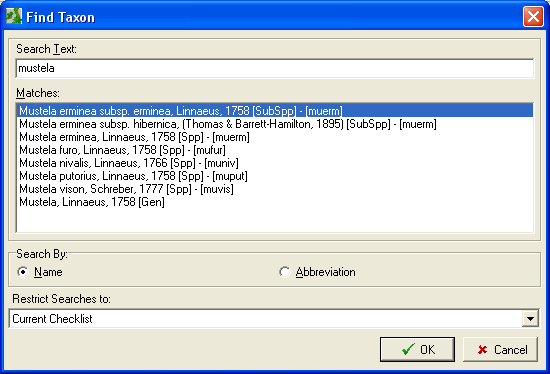 Find Taxon
Search Text:
mustela
Matches:
Mustela erminea subsp. erminea, Linnaeus, 1758 [SubSpp] - [muerm]
Mustela erminea subsp. hibernica, (Thomas & Barrett-Hamilton, 1895) [SubSpp] - [muerm]
Mustela erminea, Linnaeus, 1758 [Spp] - [muerm]
Mustela furo, Linnaeus, 1758 [Spp] - [mufur]
Mustela nivalis, Linnaeus, 1766 [Spp] - [muniv]
Mustela putorius, Linnaeus, 1758 [Spp] - [muput]
Mustela vison, Schreber, 1777 [Spp] - [muvis]
Mustela, Linnaeus, 1758 [Gen]
Search By:
Name Abbreviation
Restrict Searches to:
Current Checklist
OK Cancel